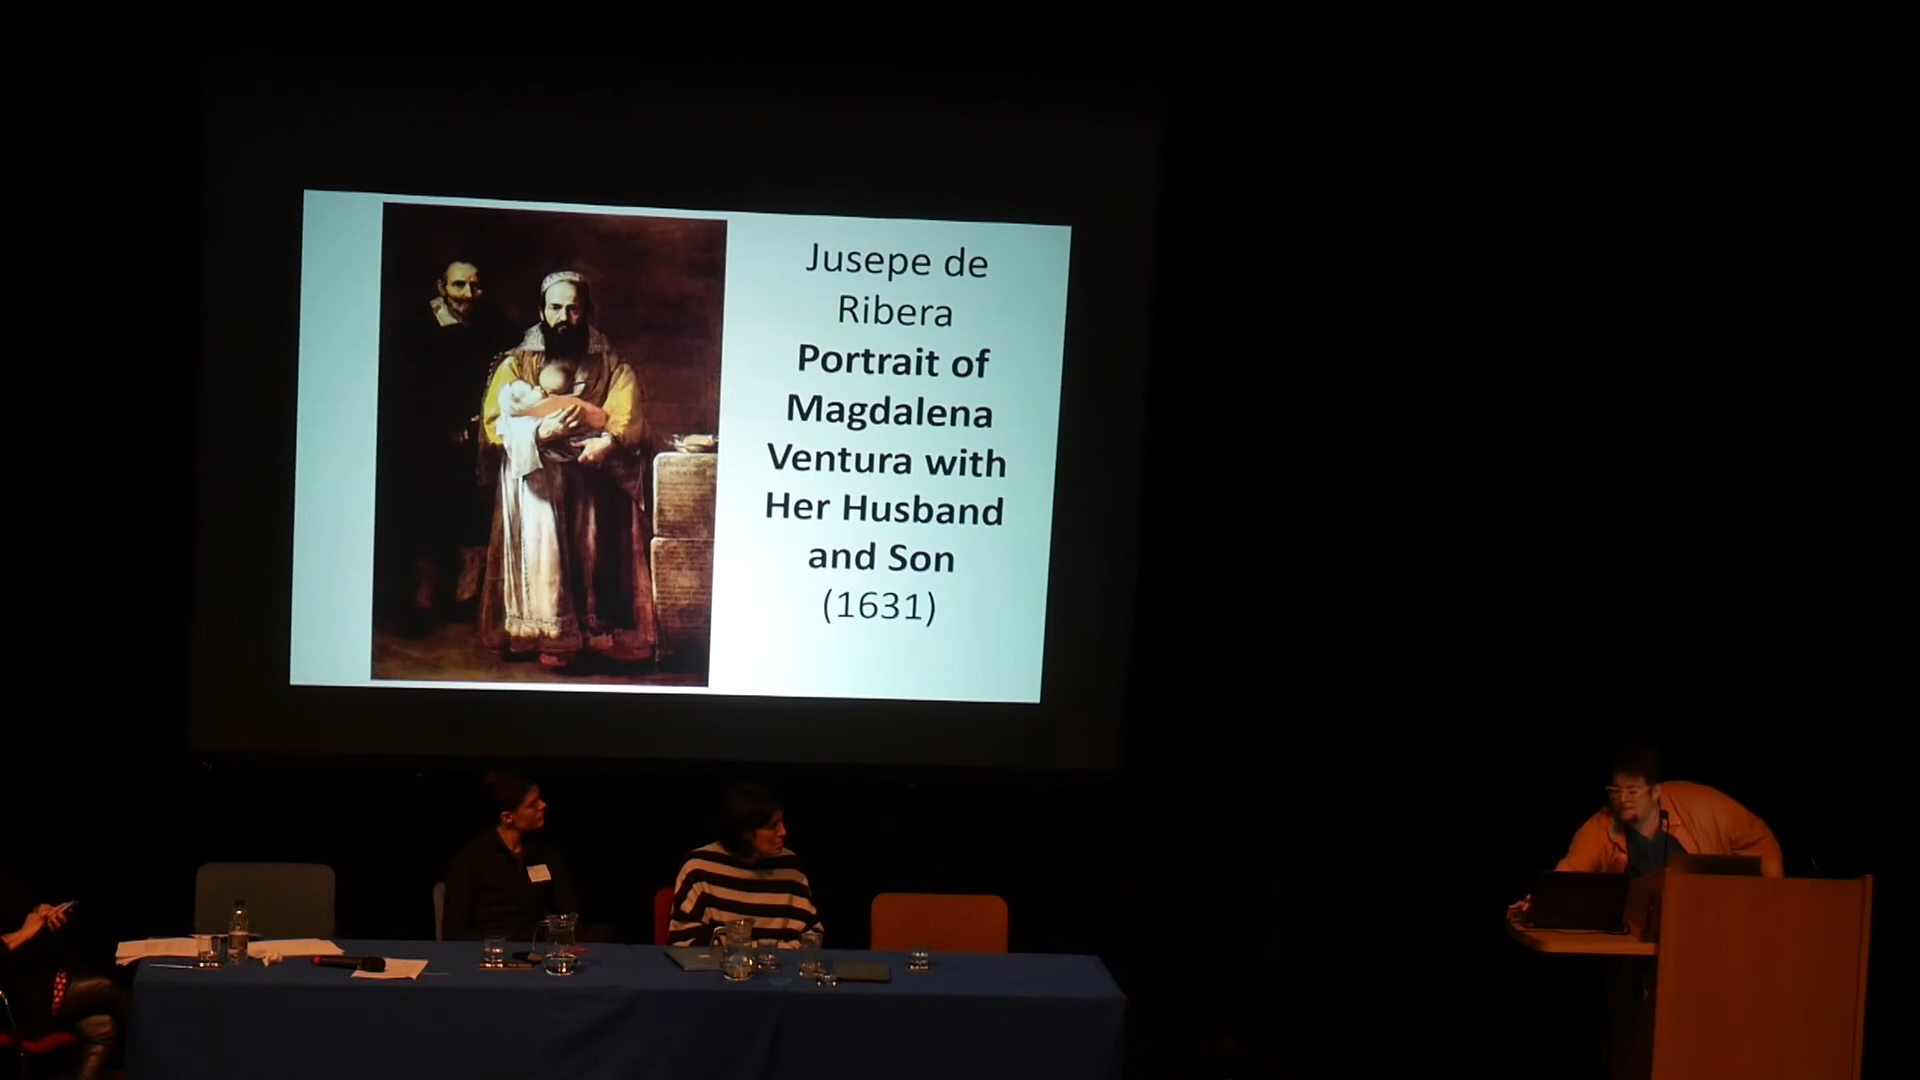 Jusepe de
Ribera
Portrait of
Magdalena
Ventura with
Her Husband
and Son
(1631)